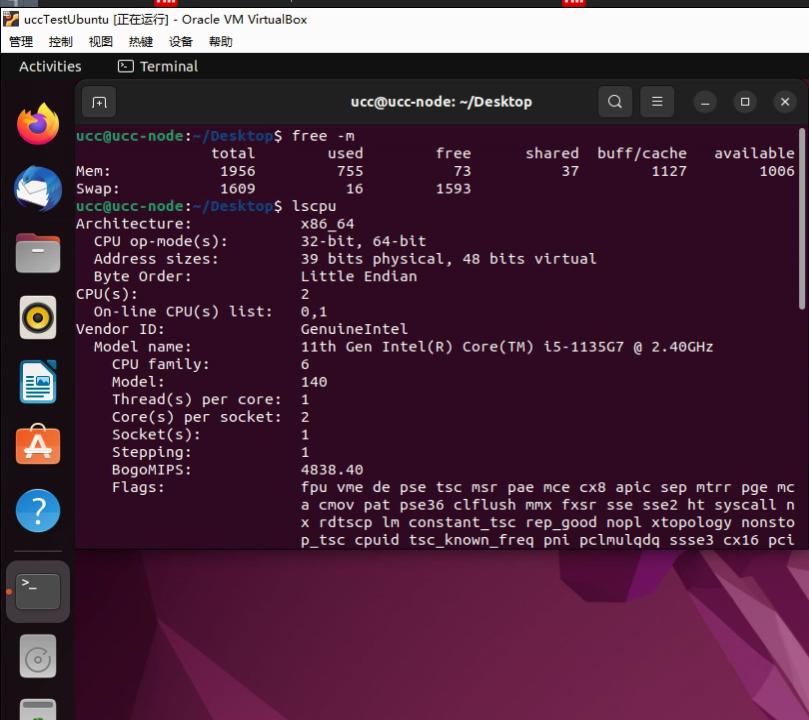 uccTestUbuntu [正在运行] - Oracle VM VirtualBox
管理 控制 视图 热键 设备 帮助
Activities Terminal
ucc@ucc-node: ~/Desktop
ucc@ucc-node:~/Desktop$ free -m
total used free shared buff/cache available
Mem: 1956 755 73 37 1127 1006
Swap: 1609 16 1593
ucc@ucc-node:~/Desktop$ lscpu
Architecture: x86_64
CPU op-mode(s): 32-bit, 64-bit
Address sizes: 39 bits physical, 48 bits virtual
Byte Order: Little Endian
CPU(s): 2
On-line CPU(s) list: 0,1
Vendor ID: GenuineIntel
Model name: 11th Gen Intel(R) Core(TM) i5-1135G7 @ 2.40GHz
CPU family: 6
Model: 140
Thread(s) per core: 1
Core(s) per socket: 2
Socket(s): 1
Stepping: 1
BogoMIPS: 4838.40
Flags: fpu vme de pse tsc msr pae mce cx8 apic sep mtrr pge mc
a cmov pat pse36 clflush mmx fxsr sse sse2 ht syscall n
x rdtscp lm constant_tsc rep_good nopl xtopology nonsto
p_tsc cpuid tsc_known_freq pni pclmulqdq ssse3 cx16 pci